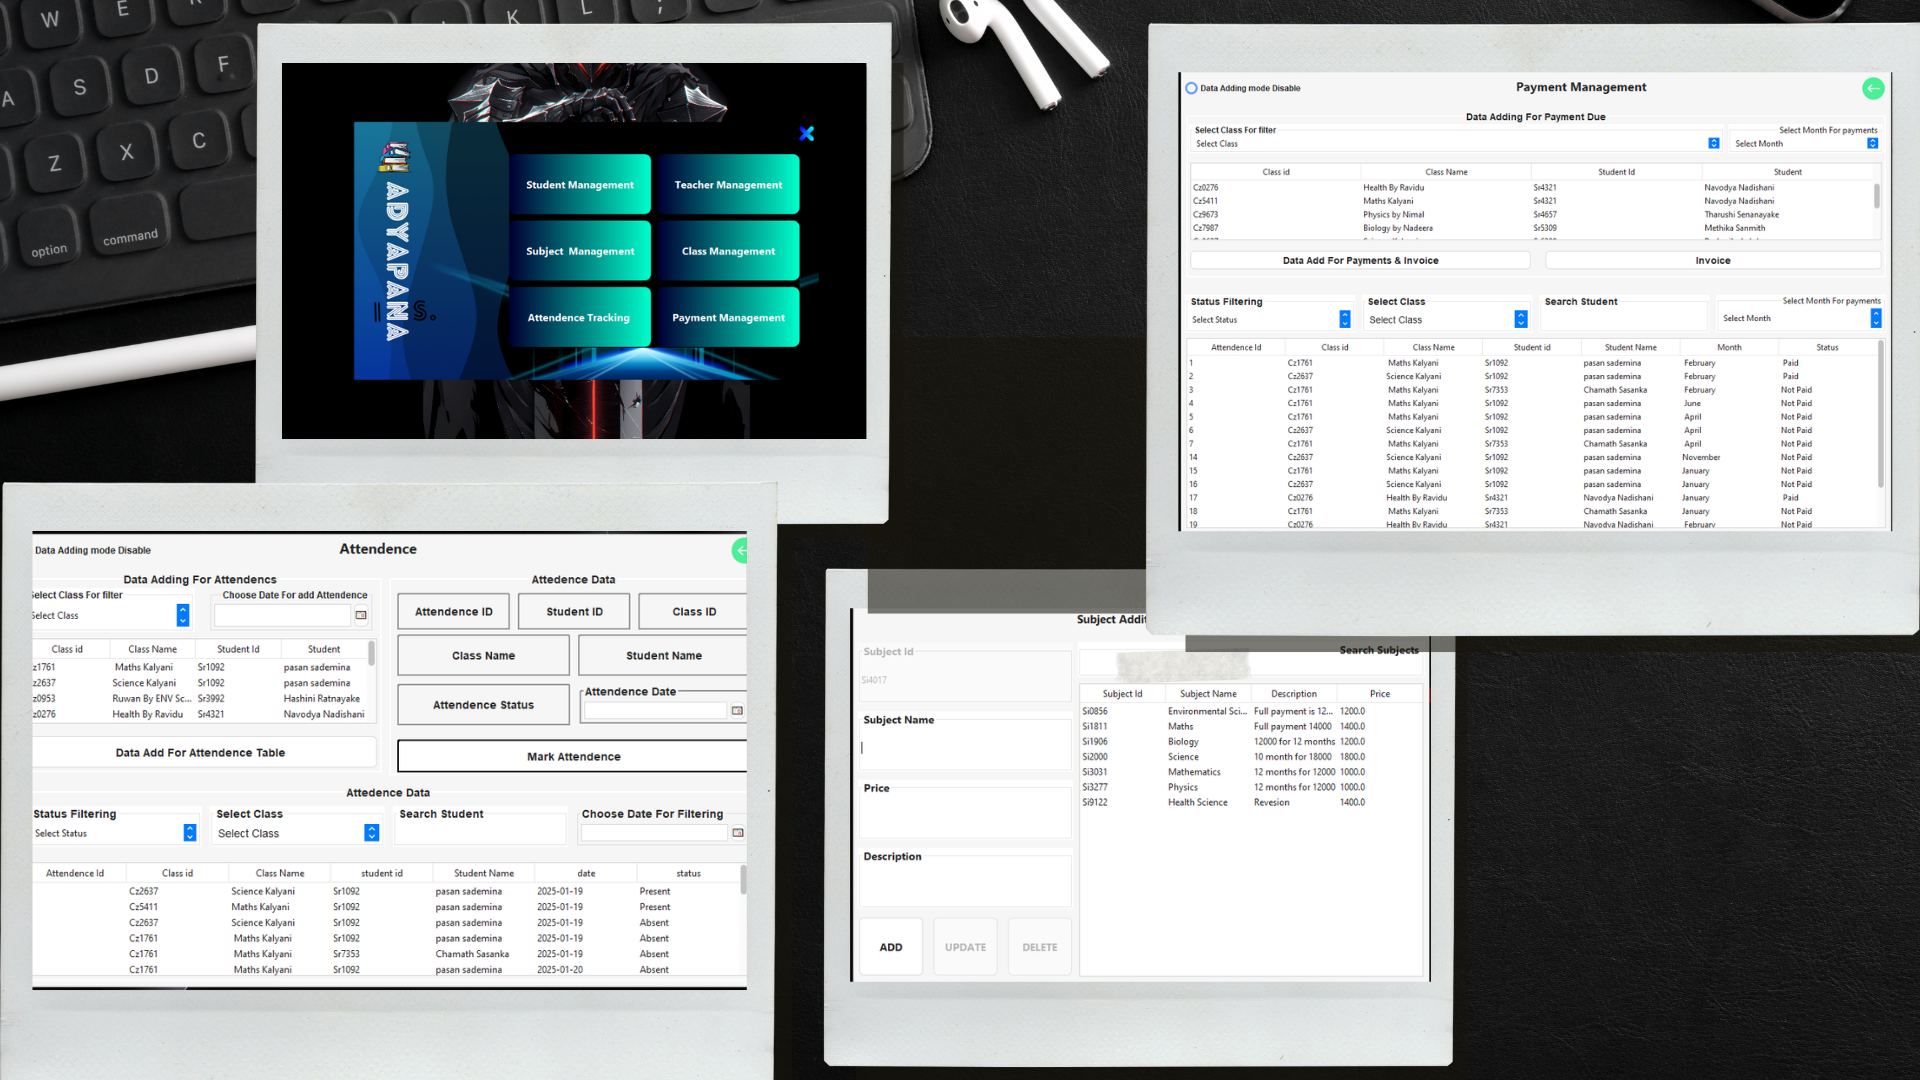 W E R K L ;
A S D F
Z X C
option command
ADYAPANA
I S.
Student Management Teacher Management
Subject Management Class Management
Attendence Tracking Payment Management
Data Adding mode Disable Payment Management
Data Adding For Payment Due
Select Class For filter Select Month For payments
Select Class Select Month
Class id Class Name Student Id Student
Cz0276 Health By Ravidu Sr4321 Navodya Nadishani
Cz5411 Maths Kalyani Sr4321 Navodya Nadishani
Cz9673 Physics by Nimal Sr4657 Tharushi Senanayake
Cz7987 Biology by Nadeera Sr5309 Methika Sanmith
Data Add For Payments & Invoice Invoice
Status Filtering Select Class Search Student Select Month For payments
Select Status Select Class Select Month
Attendence Id Class id Class Name Student id Student Name Month Status
1 Cz1761 Maths Kalyani Sr1092 pasan sademina February Paid
2 Cz2637 Science Kalyani Sr1092 pasan sademina February Paid
3 Cz1761 Maths Kalyani Sr7353 Chamath Sasanka February Not Paid
4 Cz1761 Maths Kalyani Sr1092 pasan sademina June Not Paid
5 Cz1761 Maths Kalyani Sr1092 pasan sademina April Not Paid
6 Cz2637 Science Kalyani Sr1092 pasan sademina April Not Paid
7 Cz1761 Maths Kalyani Sr7353 Chamath Sasanka April Not Paid
14 Cz2637 Science Kalyani Sr1092 pasan sademina November Not Paid
15 Cz1761 Maths Kalyani Sr1092 pasan sademina January Not Paid
16 Cz2637 Science Kalyani Sr1092 pasan sademina January Not Paid
17 Cz0276 Health By Ravidu Sr4321 Navodya Nadishani January Paid
18 Cz1761 Maths Kalyani Sr7353 Chamath Sasanka January Not Paid
19 Cz0276 Health By Ravidu Sr4321 Navodya Nadishani February Not Paid
Data Adding mode Disable Attendence
Data Adding For Attendencs
Select Class For filter Choose Date For add Attendence
Select Class
Class id Class Name Student Id Student
z1761 Maths Kalyani Sr1092 pasan sademina
z2637 Science Kalyani Sr1092 pasan sademina
z0953 Ruwan By ENV Sc... Sr3992 Hashini Ratnayake
z0276 Health By Ravidu Sr4321 Navodya Nadishani
Data Add For Attendence Table
Attedence Data
Attendence ID Student ID Class ID
Class Name Student Name
Attendence Status Attendence Date
Mark Attendence
Attedence Data
Status Filtering Select Class Search Student Choose Date For Filtering
Select Status Select Class
Attendence Id Class id Class Name student id Student Name date status
Cz2637 Science Kalyani Sr1092 pasan sademina 2025-01-19 Present
Cz5411 Maths Kalyani Sr1092 pasan sademina 2025-01-19 Present
Cz2637 Science Kalyani Sr1092 pasan sademina 2025-01-19 Absent
Cz1761 Maths Kalyani Sr1092 pasan sademina 2025-01-19 Absent
Cz1761 Maths Kalyani Sr7353 Chamath Sasanka 2025-01-19 Absent
Cz1761 Maths Kalyani Sr1092 pasan sademina 2025-01-20 Absent
Subject Addit
Subject Id
Si4017
Subject Name
Price
Description
ADD UPDATE DELETE
Search Subjects
Subject Id Subject Name Description Price
Si0856 Environmental Sci... Full payment is 12... 1200.0
Si1811 Maths Full payment 14000 1400.0
Si1906 Biology 12000 for 12 months 1200.0
Si2000 Science 10 month for 18000 1800.0
Si3031 Mathematics 12 months for 12000 1000.0
Si3277 Physics 12 months for 12000 1000.0
Si9122 Health Science Revesion 1400.0